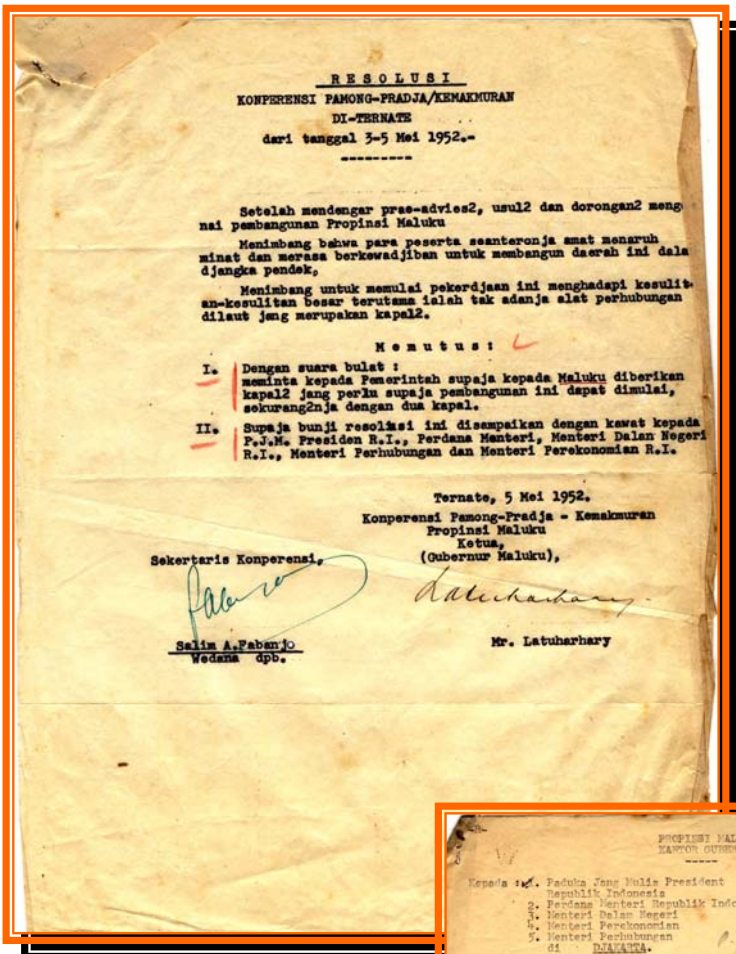 RESOLUSI
KONPERENSI PAMONG-PRADJA/KEMAKMURAN
DI-TERNATE
dari tanggal 3-5 Mei 1952.-
---------
Setelah mendengar prae-advies2, usul2 dan dorongan2 meng
nai pembangunan Propinsi Maluku
Menimbang bahwa para peserta seanteronja amat menaruh
minat dan merasa berkewadjiban untuk membangun daerah ini dala
djangka pendek,
Menimbang untuk memulai pekerdjaan ini menghadapi kesulit-
an-kesulitan besar terutama ialah tak adanja alat perhubungan
dilaut jang merupakan kapal2.
M e m u t u s :
I. Dengan suara bulat :
meminta kepada Pemerintah supaja kepada Maluku diberikan
kapal2 jang perlu supaja pembangunan ini dapat dimulai,
sekurang2nja dengan dua kapal.
II. Supaja bunji resolusi ini disampaikan dengan kawat kepada
P.J.M. Presiden R.I., Perdana Menteri, Menteri Dalan Negeri
R.I., Menteri Perhubungan dan Menteri Perekonomian R.I.
Ternate, 5 Mei 1952.
Konperensi Pamong-Pradja - Kemakmuran
Propinsi Maluku
Ketua,
(Gubernur Maluku),
Sekertaris Konperensi,
Latuharhary
Salim A.Fabanjo
Wedana dpb.
Mr. Latuharhary
PROPINSI MAL
KANTOR GUBER
-----
Kepada : 1. Paduka Jang Mulia President
Republik Indonesia
2. Perdana Menteri Republik Indo
3. Menteri Dalam Negeri
4. Menteri Perekonomian
5. Menteri Perhubungan
di DJAKARTA.